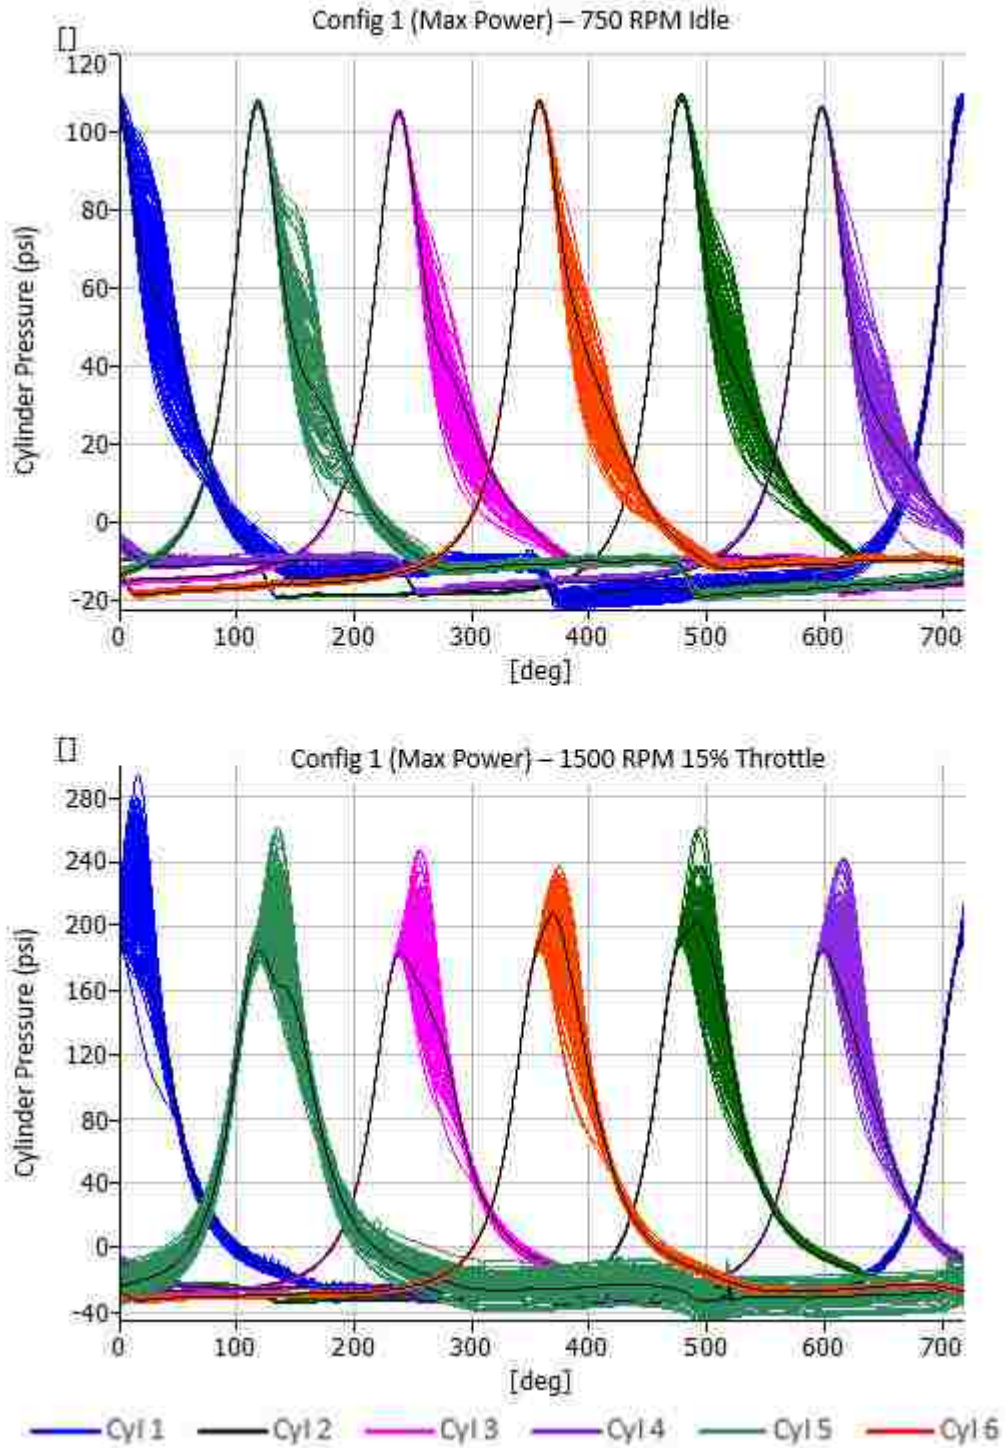 Config 1 (Max Power) – 750 RPM Idle
[]
120
100
80
60
40
20
0
-20
Cylinder Pressure (psi)
0 100 200 300 400 500 600 700
[deg]
[]
Config 1 (Max Power) – 1500 RPM 15% Throttle
280
240
200
160
120
80
40
0
-40
Cylinder Pressure (psi)
0 100 200 300 400 500 600 700
[deg]
Cyl 1 Cyl 2 Cyl 3 Cyl 4 Cyl 5 Cyl 6